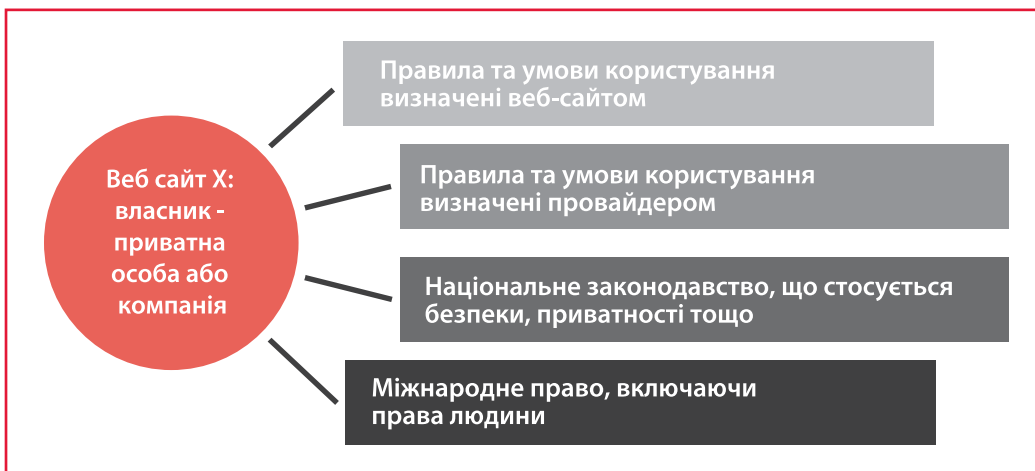 Веб сайт X:
власник -
приватна
особа або
компанія
Правила та умови користування
визначені веб-сайтом
Правила та умови користування
визначені провайдером
Національне законодавство, що стосується
безпеки, приватності тощо
Міжнародне право, включаючи
права людини